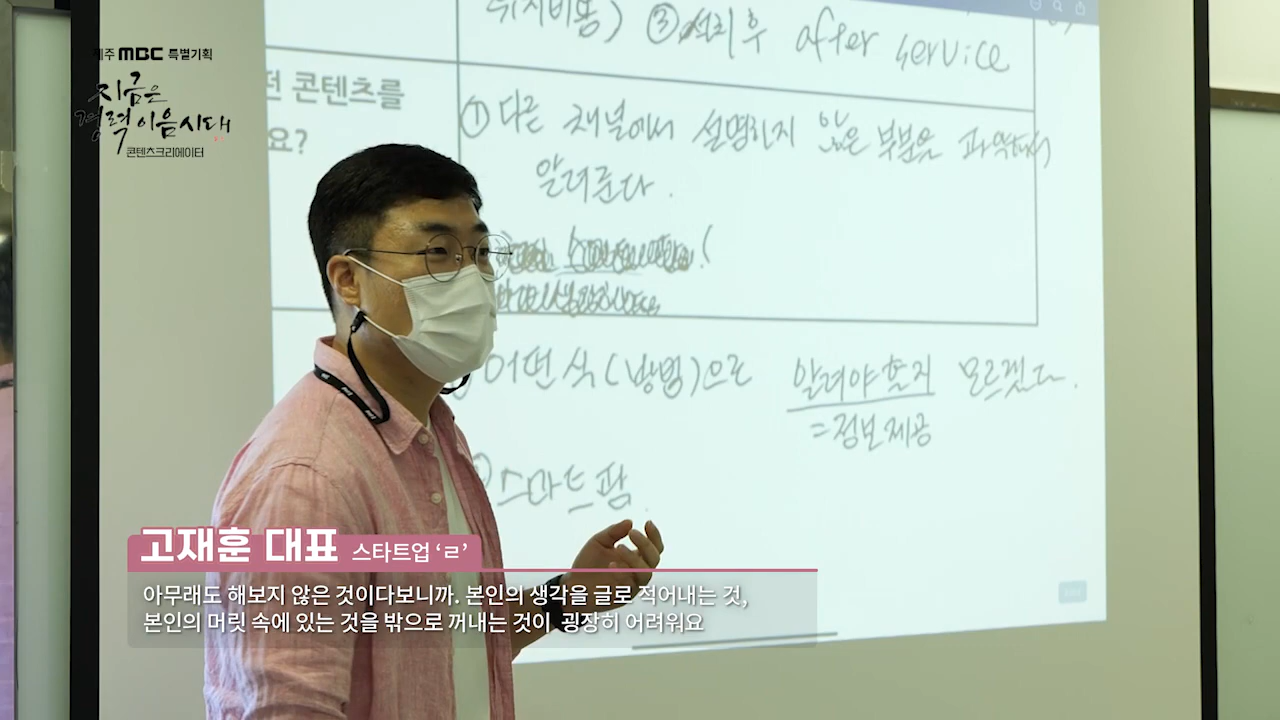 제주 MBC 특별기획
지금은
경력이음시대
콘텐츠크리에이터
③ 설치 후 after service
떤 콘텐츠를
요?
① 다른 채널에서 설명하지 않은 부분을 파악해서
알려준다.
어떤 식(방법)으로 알려야 할지 모르겠다.
= 정보 제공
스마트팜.
고재훈 대표 스타트업 ‘ㄹ’
아무래도 해보지 않은 것이다보니까. 본인의 생각을 글로 적어내는 것,
본인의 머릿 속에 있는 것을 밖으로 꺼내는 것이 굉장히 어려워요